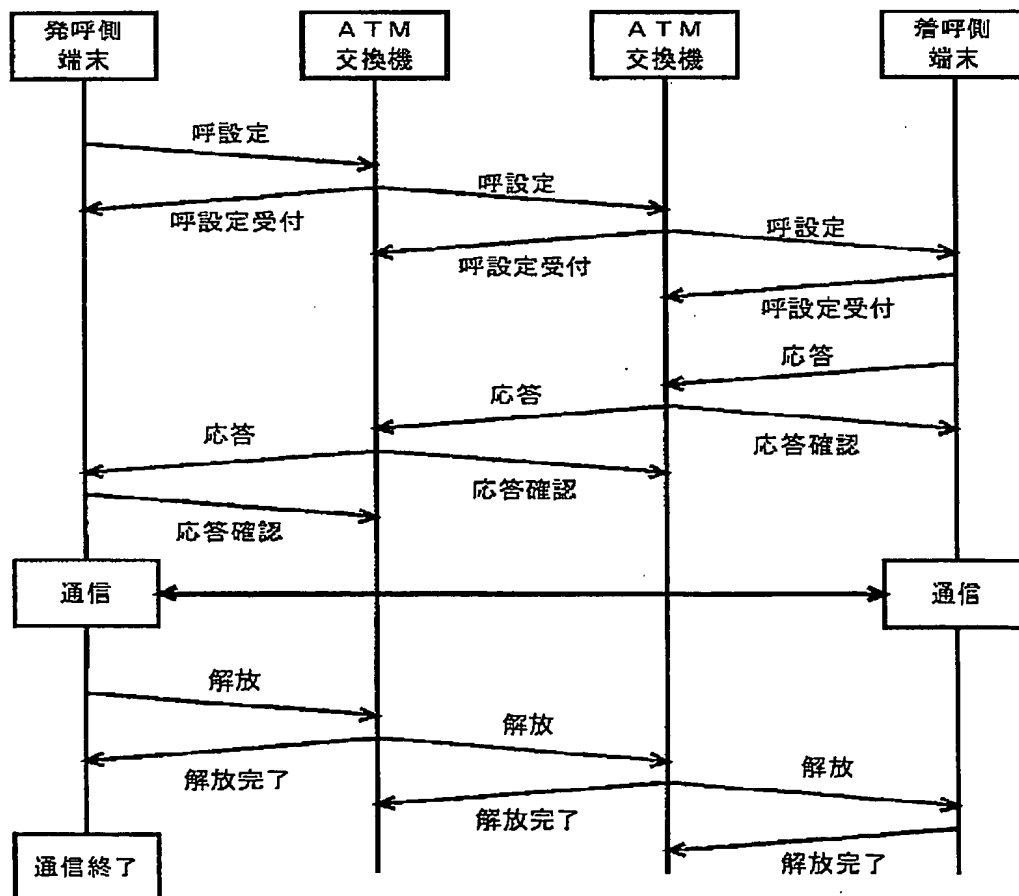 発呼側
端末
ATM
交換機
ATM
交換機
着呼側
端末
呼設定
呼設定
呼設定受付
呼設定
呼設定受付
呼設定受付
応答
応答
応答
応答確認
応答確認
応答確認
通信
通信
解放
解放
解放完了
解放
解放完了
解放完了
通信終了